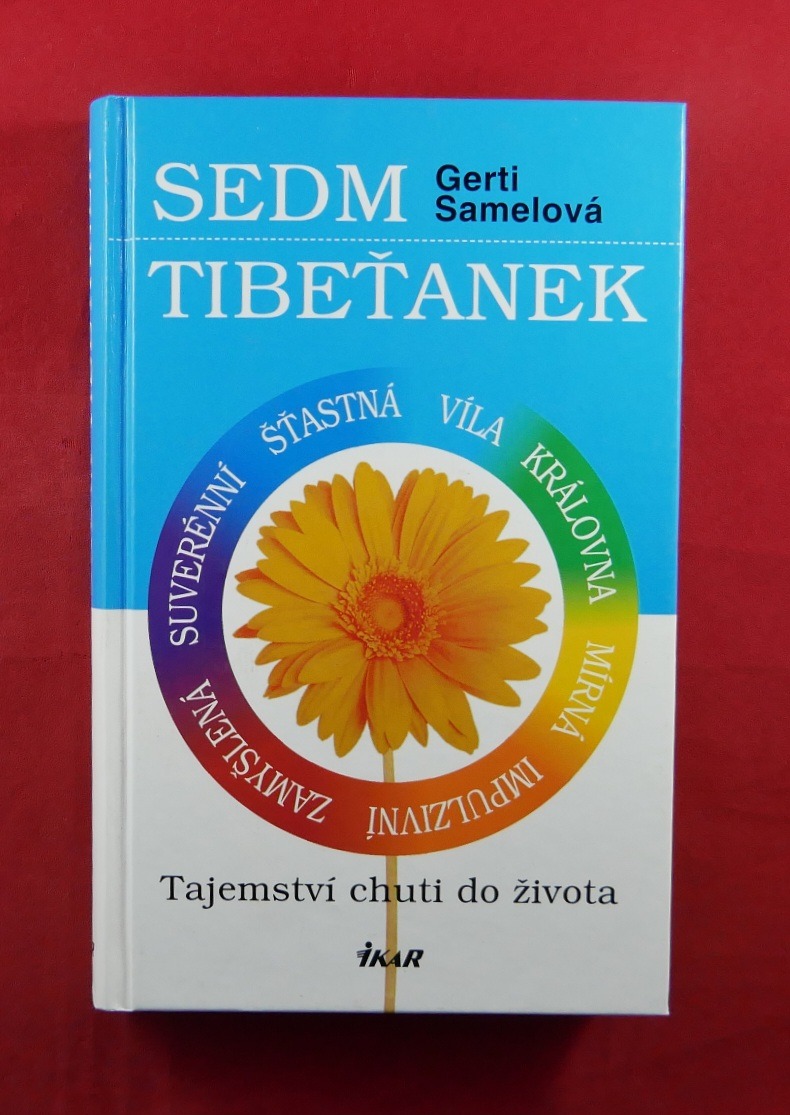 SEDM
Gerti
Samelová
TIBEŤANEK
ŠŤASTNÁ
VÍLA
KRÁLOVNA
MÍRNÁ
IMPULZIVNÍ
ZAMYŠLENÁ
SUVERÉNNÍ
Tajemství chuti do života
IKAR